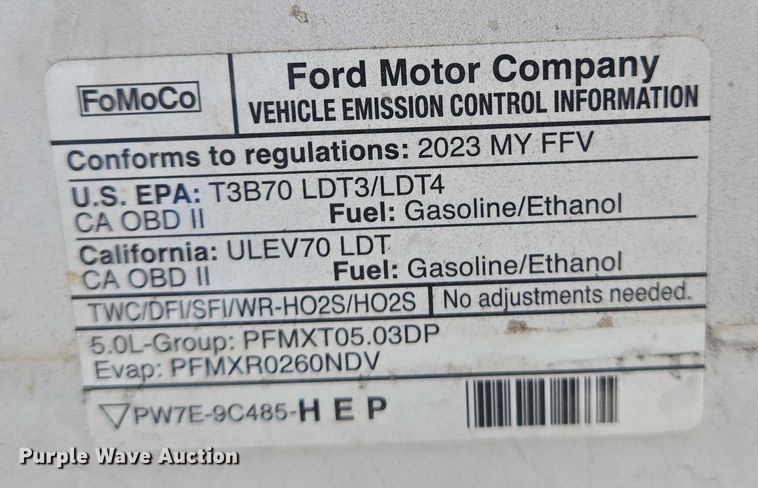 FoMoCo
Ford Motor Company
VEHICLE EMISSION CONTROL INFORMATION
Conforms to regulations: 2023 MY FFV
U.S. EPA: T3B70 LDT3/LDT4
CA OBD II Fuel: Gasoline/Ethanol
California: ULEV70 LDT
CA OBD II Fuel: Gasoline/Ethanol
TWC/DFI/SFI/WR-HO2S/HO2S No adjustments needed.
5.0L-Group: PFMXT05.03DP
Evap: PFMXR0260NDV
PW7E-9C485-HEP
Purple Wave Auction